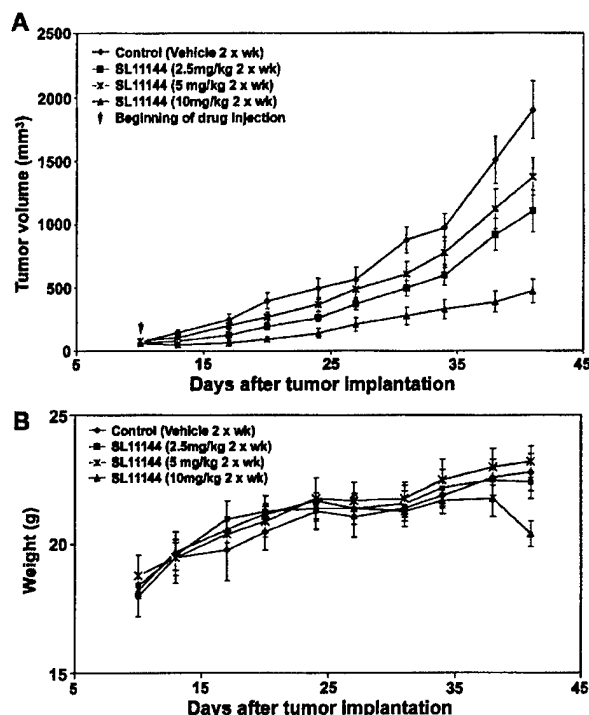 A
2500
2000
1500
1000
500
0
Tumor volume (mm³)
Control (Vehicle 2 x wk)
SL11144 (2.5mg/kg 2 x wk)
SL11144 (5 mg/kg 2 x wk)
SL11144 (10mg/kg 2 x wk)
Beginning of drug injection
5 15 25 35 45
Days after tumor implantation
B
25
20
15
Weight (g)
Control (Vehicle 2 x wk)
SL11144 (2.5mg/kg 2 x wk)
SL11144 (5 mg/kg 2 x wk)
SL11144 (10mg/kg 2 x wk)
5 15 25 35 45
Days after tumor implantation